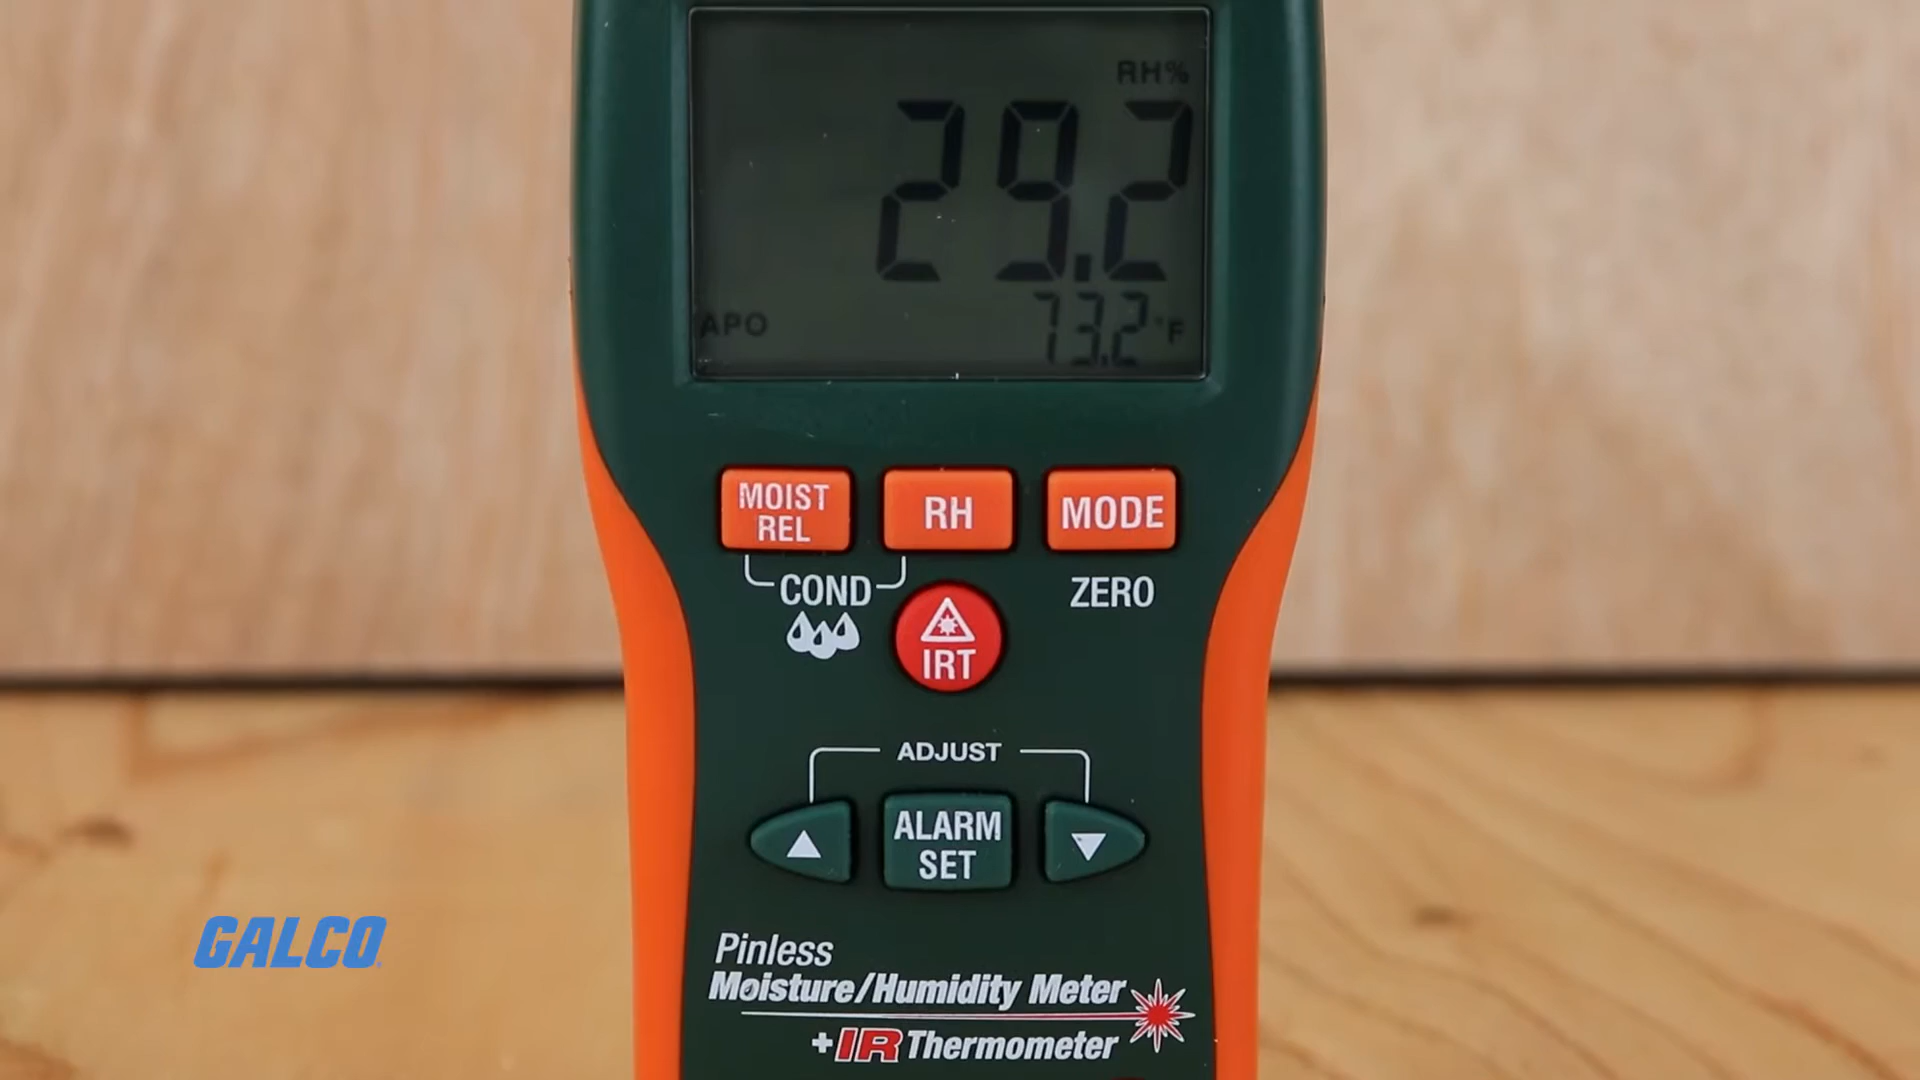 RH%
29.2
APO 73.2°F
MOIST
REL
RH
MODE
COND
ZERO
IRT
ADJUST
ALARM
SET
GALCO
Pinless
Moisture/Humidity Meter
+IR Thermometer